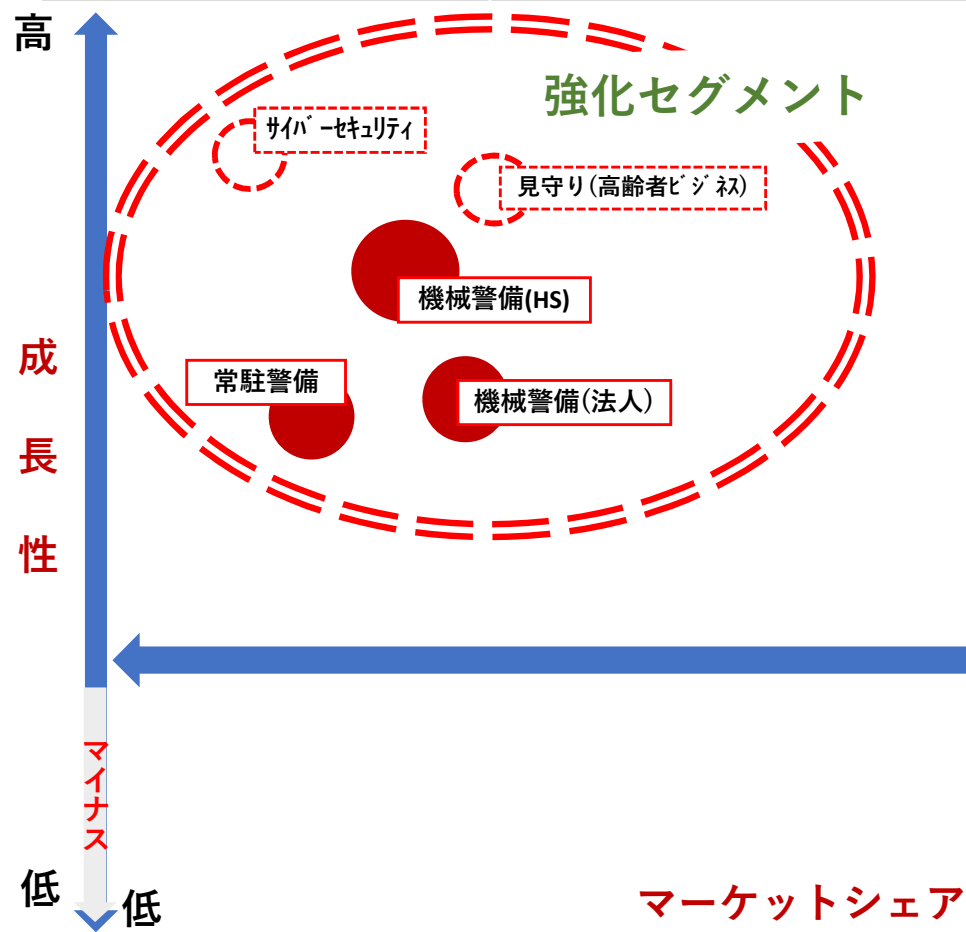 高
強化セグメント
ｻｲﾊﾞｰｾｷｭﾘﾃｨ
見守り(高齢者ﾋﾞｼﾞﾈｽ)
機械警備(HS)
常駐警備
機械警備(法人)
成長性
マイナス
低
低
マーケットシェア